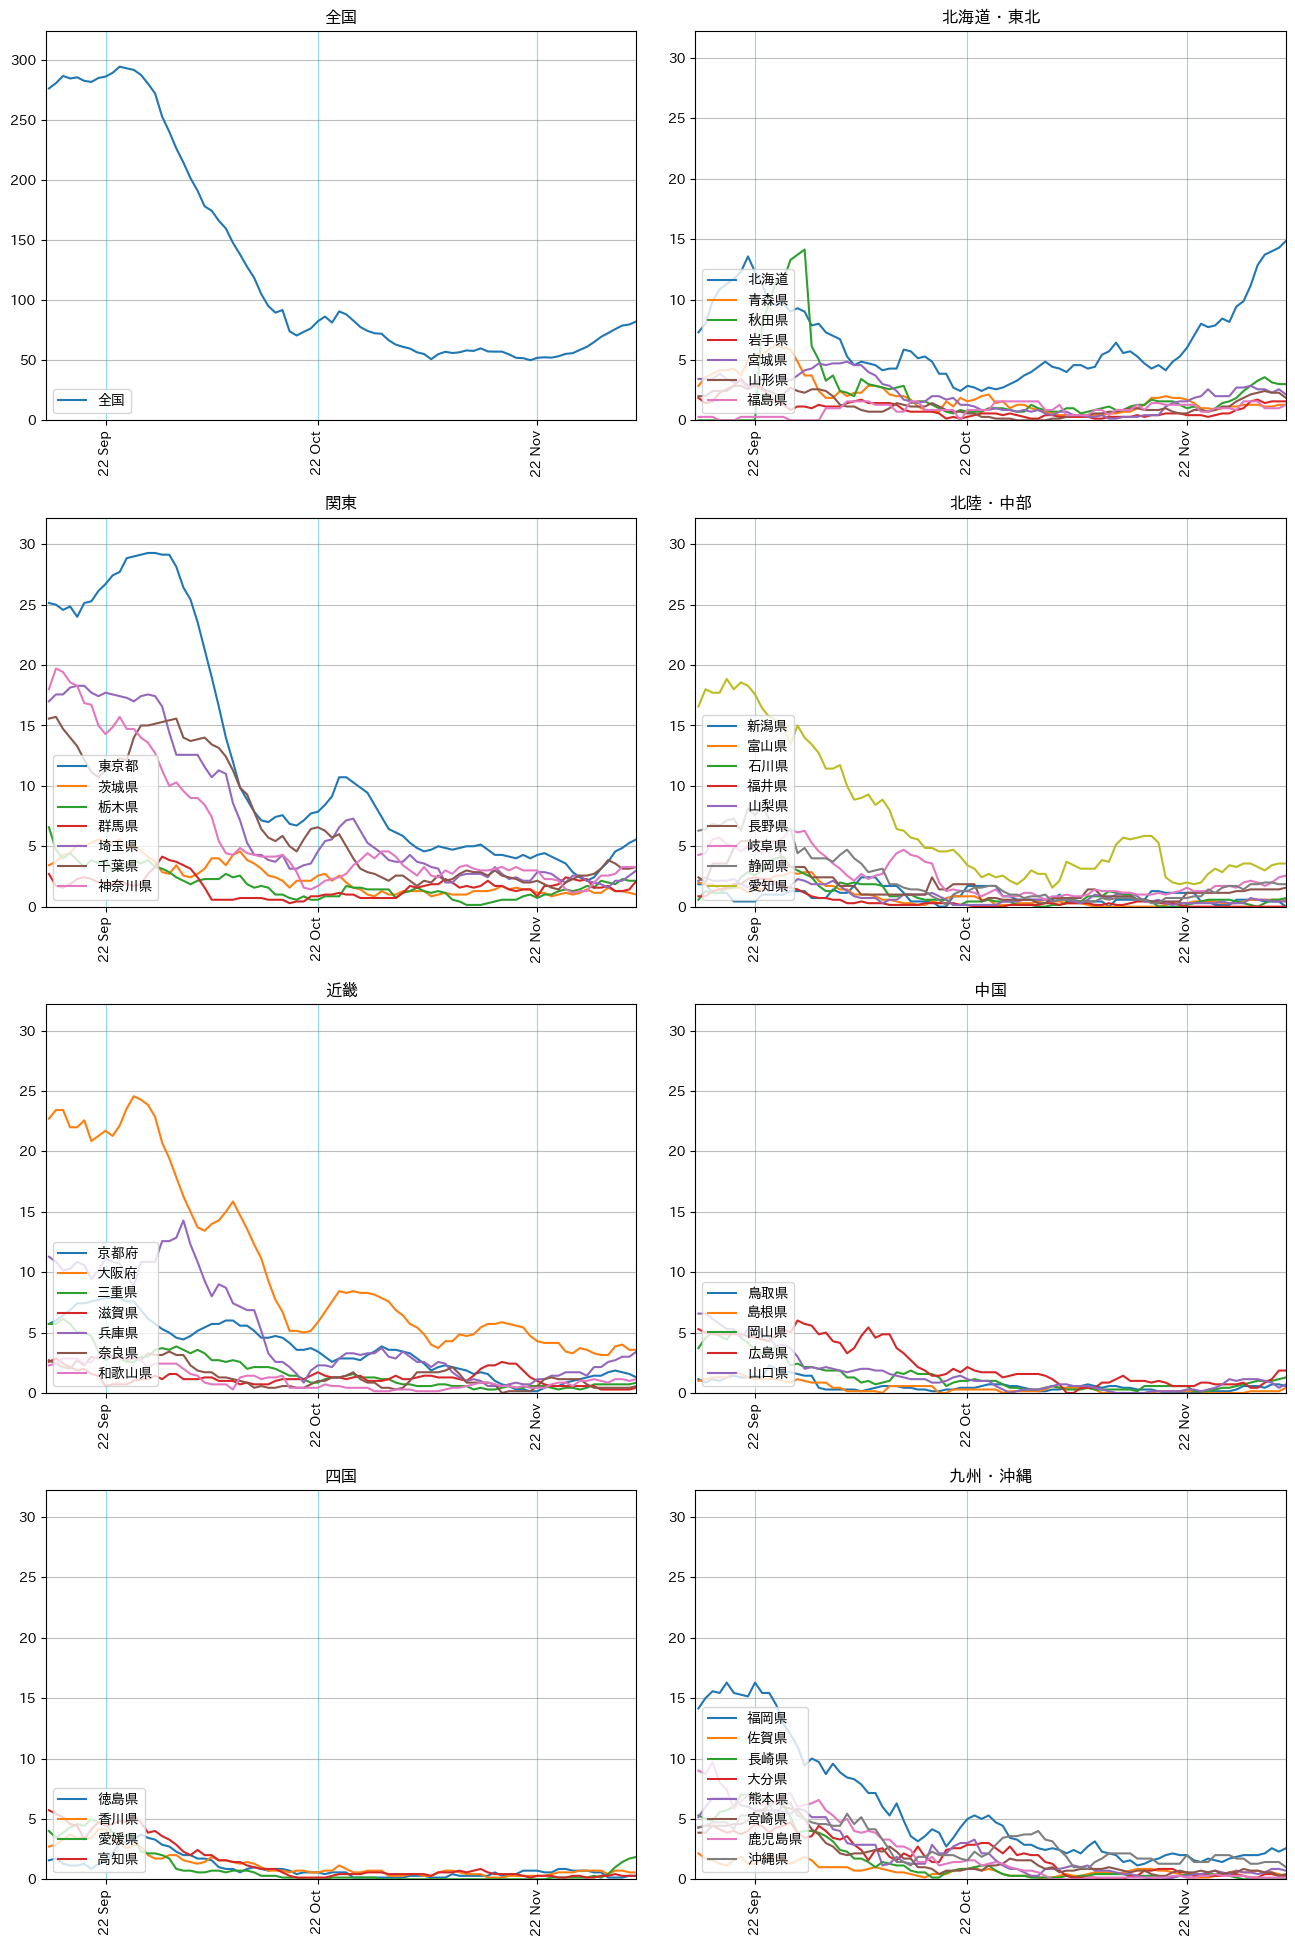 全国
300
250
200
150
100
50
0
全国
22 Sep
22 Oct
22 Nov
北海道・東北
30
25
20
15
10
5
0
北海道
青森県
秋田県
岩手県
宮城県
山形県
福島県
22 Sep
22 Oct
22 Nov
関東
30
25
20
15
10
5
0
東京都
茨城県
栃木県
群馬県
埼玉県
千葉県
神奈川県
22 Sep
22 Oct
22 Nov
北陸・中部
30
25
20
15
10
5
0
新潟県
富山県
石川県
福井県
山梨県
長野県
岐阜県
静岡県
愛知県
22 Sep
22 Oct
22 Nov
近畿
30
25
20
15
10
5
0
京都府
大阪府
三重県
滋賀県
兵庫県
奈良県
和歌山県
22 Sep
22 Oct
22 Nov
中国
30
25
20
15
10
5
0
鳥取県
島根県
岡山県
広島県
山口県
22 Sep
22 Oct
22 Nov
四国
30
25
20
15
10
5
0
徳島県
香川県
愛媛県
高知県
22 Sep
22 Oct
22 Nov
九州・沖縄
30
25
20
15
10
5
0
福岡県
佐賀県
長崎県
大分県
熊本県
宮崎県
鹿児島県
沖縄県
22 Sep
22 Oct
22 Nov